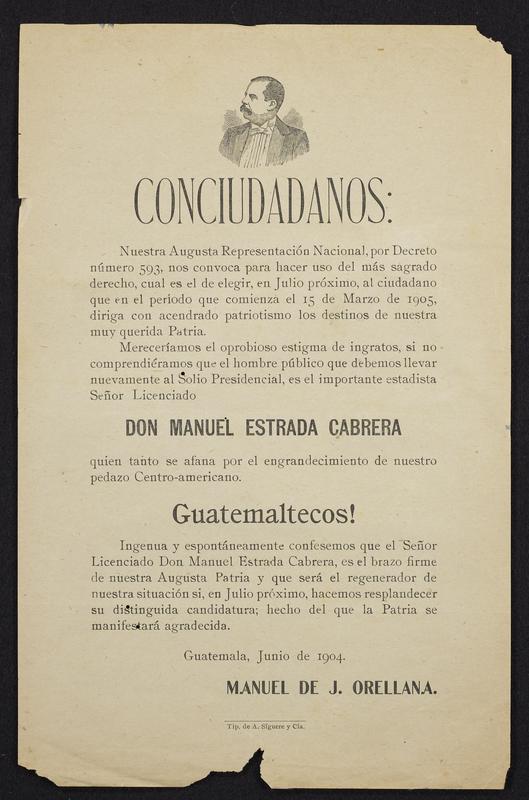 CONCIUDADANOS:
Nuestra Augusta Representación Nacional, por Decreto
número 593, nos convoca para hacer uso del más sagrado
derecho, cual es el de elegir, en Julio próximo, al ciudadano
que en el periodo que comienza el 15 de Marzo de 1905,
diriga con acendrado patriotismo los destinos de nuestra
muy querida Patria.
Mereceríamos el oprobioso estigma de ingratos, si no
comprendiéramos que el hombre público que debemos llevar
nuevamente al Solio Presidencial, es el importante estadista
Señor Licenciado
DON MANUEL ESTRADA CABRERA
quien tanto se afana por el engrandecimiento de nuestro
pedazo Centro-americano.
Guatemaltecos!
Ingenua y espontáneamente confesemos que el Señor
Licenciado Don Manuel Estrada Cabrera, es el brazo firme
de nuestra Augusta Patria y que será el regenerador de
nuestra situación si, en Julio próximo, hacemos resplandecer
su distinguida candidatura; hecho del que la Patria se
manifestará agradecida.
Guatemala, Junio de 1904.
MANUEL DE J. ORELLANA.
Tip. de A. Síguere y Cía.